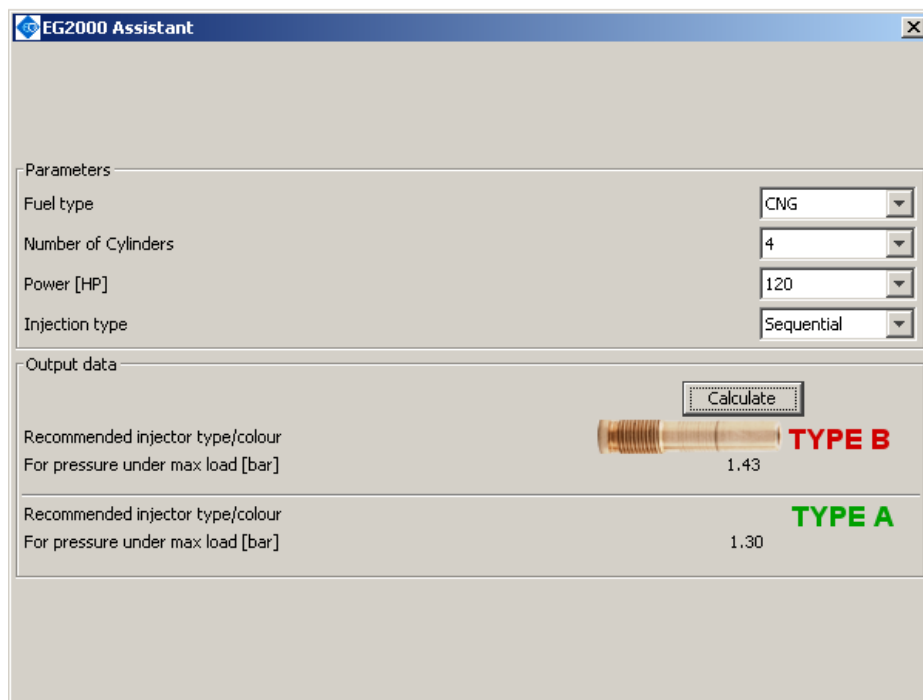 EG2000 Assistant
Parameters
Fuel type CNG
Number of Cylinders 4
Power [HP] 120
Injection type Sequential
Output data
Calculate
Recommended injector type/colour TYPE B
For pressure under max load [bar] 1.43
Recommended injector type/colour TYPE A
For pressure under max load [bar] 1.30